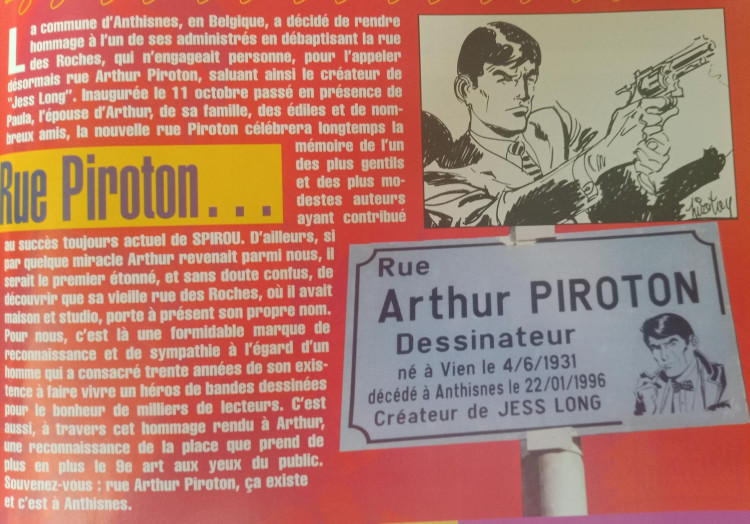 La commune d'Anthisnes, en Belgique, a décidé de rendre
hommage à l'un de ses administrés en débaptisant la rue
des Roches, qui n'engageait personne, pour l'appeler
désormais rue Arthur Piroton, saluant ainsi le créateur de
"Jess Long". Inaugurée le 11 octobre passé en présence de
Paula, l'épouse d'Arthur, de sa famille, des édiles et de nom-
breux amis, la nouvelle rue Piroton célébrera longtemps la
mémoire de l'un
des plus gentils
et des plus mo-
destes auteurs
ayant contribué
Rue Piroton...
au succès toujours actuel de SPIROU. D'ailleurs, si
par quelque miracle Arthur revenait parmi nous, il
serait le premier étonné, et sans doute confus, de
découvrir que sa vieille rue des Roches, où il avait
maison et studio, porte à présent son propre nom.
Pour nous, c'est là une formidable marque de
reconnaissance et de sympathie à l'égard d'un
homme qui a consacré trente années de son exis-
tence à faire vivre un héros de bandes dessinées
pour le bonheur de milliers de lecteurs. C'est
aussi, à travers cet hommage rendu à Arthur,
une reconnaissance de la place que prend de
plus en plus le 9e art aux yeux du public.
Souvenez-vous : rue Arthur Piroton, ça existe
et c'est à Anthisnes.
Piroton
Rue
Arthur PIROTON
Dessinateur
né à Vien le 4/6/1931
décédé à Anthisnes le 22/01/1996
Créateur de JESS LONG